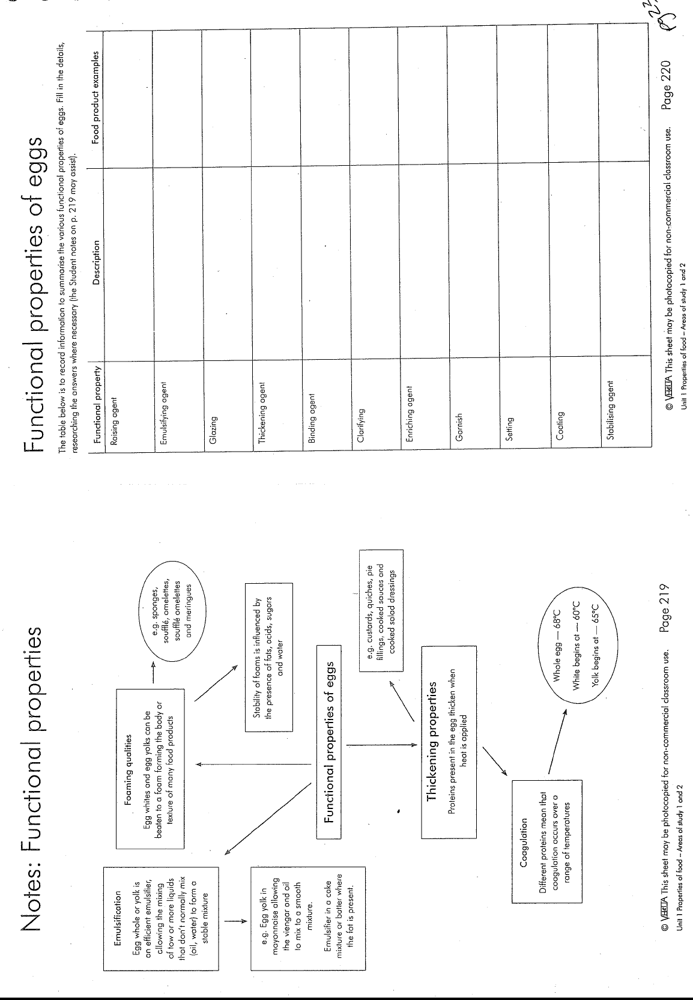 Notes: Functional properties
Emulsification
Egg whole or yolk is
an efficient emulsifier,
allowing the mixing
of tow or more liquids
that don't normally mix
(oil, water) to form a
stable mixture
e.g. Egg yolk in
mayonnaise allowing
the viengar and oil
to mix to a smooth
mixture.
Emulsifier in a cake
mixture or batter where
the fat is present.
Foaming qualities
Egg whites and egg yolks can be
beaten to a foam forming the body or
texture of many food products
e.g. sponges,
soufflé, omelettes,
soufflé omelettes
and meringues
Stability of foams is influenced by
the presence of fats, acids, sugars
and water
Functional properties of eggs
Thickening properties
Proteins present in the egg thicken when
heat is applied
e.g. custards, quiches, pie
fillings, cooked sauces and
cooked salad dressings
Coagulation
Different proteins mean that
coagulation occurs over a
range of temperatures
Whole egg — 68°C
White begins at — 60°C
Yolk begins at — 65°C
© VHEITA This sheet may be photocopied for non-commercial classroom use. Page 219
Unit 1 Properties of food – Areas of study 1 and 2
Functional properties of eggs
The table below is to record information to summarise the various functional properties of eggs. Fill in the details,
researching the answers where necessary (the Student notes on p. 219 may assist).
Functional property Description Food product examples
Raising agent
Emulsifying agent
Glazing
Thickening agent
Binding agent
Clarifying
Enriching agent
Garnish
Setting
Coating
Stabilising agent
© VHEITA This sheet may be photocopied for non-commercial classroom use. Page 220
Unit 1 Properties of food – Areas of study 1 and 2